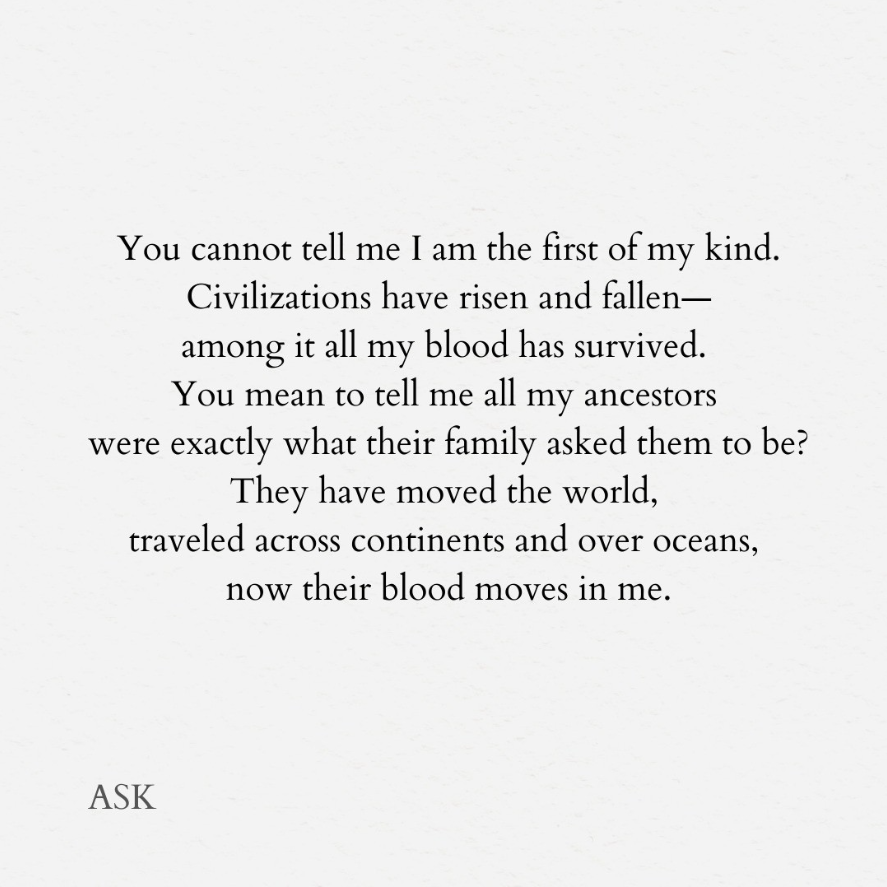 You cannot tell me I am the first of my kind.
Civilizations have risen and fallen—
among it all my blood has survived.
You mean to tell me all my ancestors
were exactly what their family asked them to be?
They have moved the world,
traveled across continents and over oceans,
now their blood moves in me.
ASK